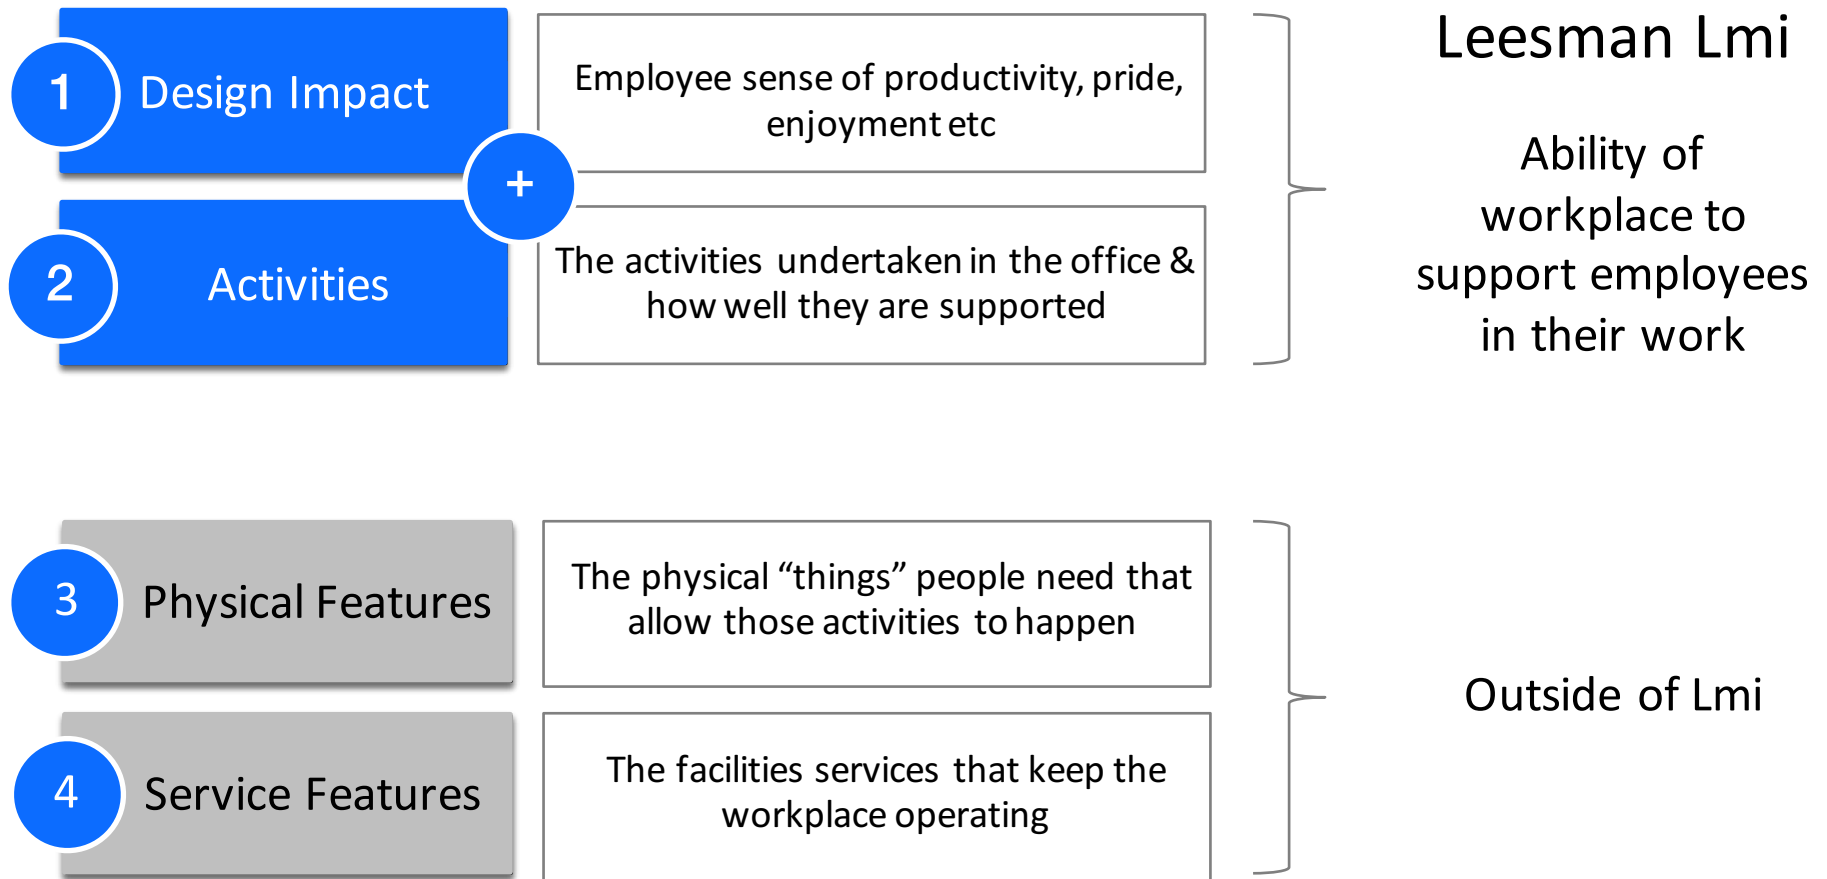 1
Design Impact
Employee sense of productivity, pride,
enjoyment etc
+
2
Activities
The activities undertaken in the office &
how well they are supported
Leesman Lmi
Ability of
workplace to
support employees
in their work
3
Physical Features
The physical “things” people need that
allow those activities to happen
4
Service Features
The facilities services that keep the
workplace operating
Outside of Lmi